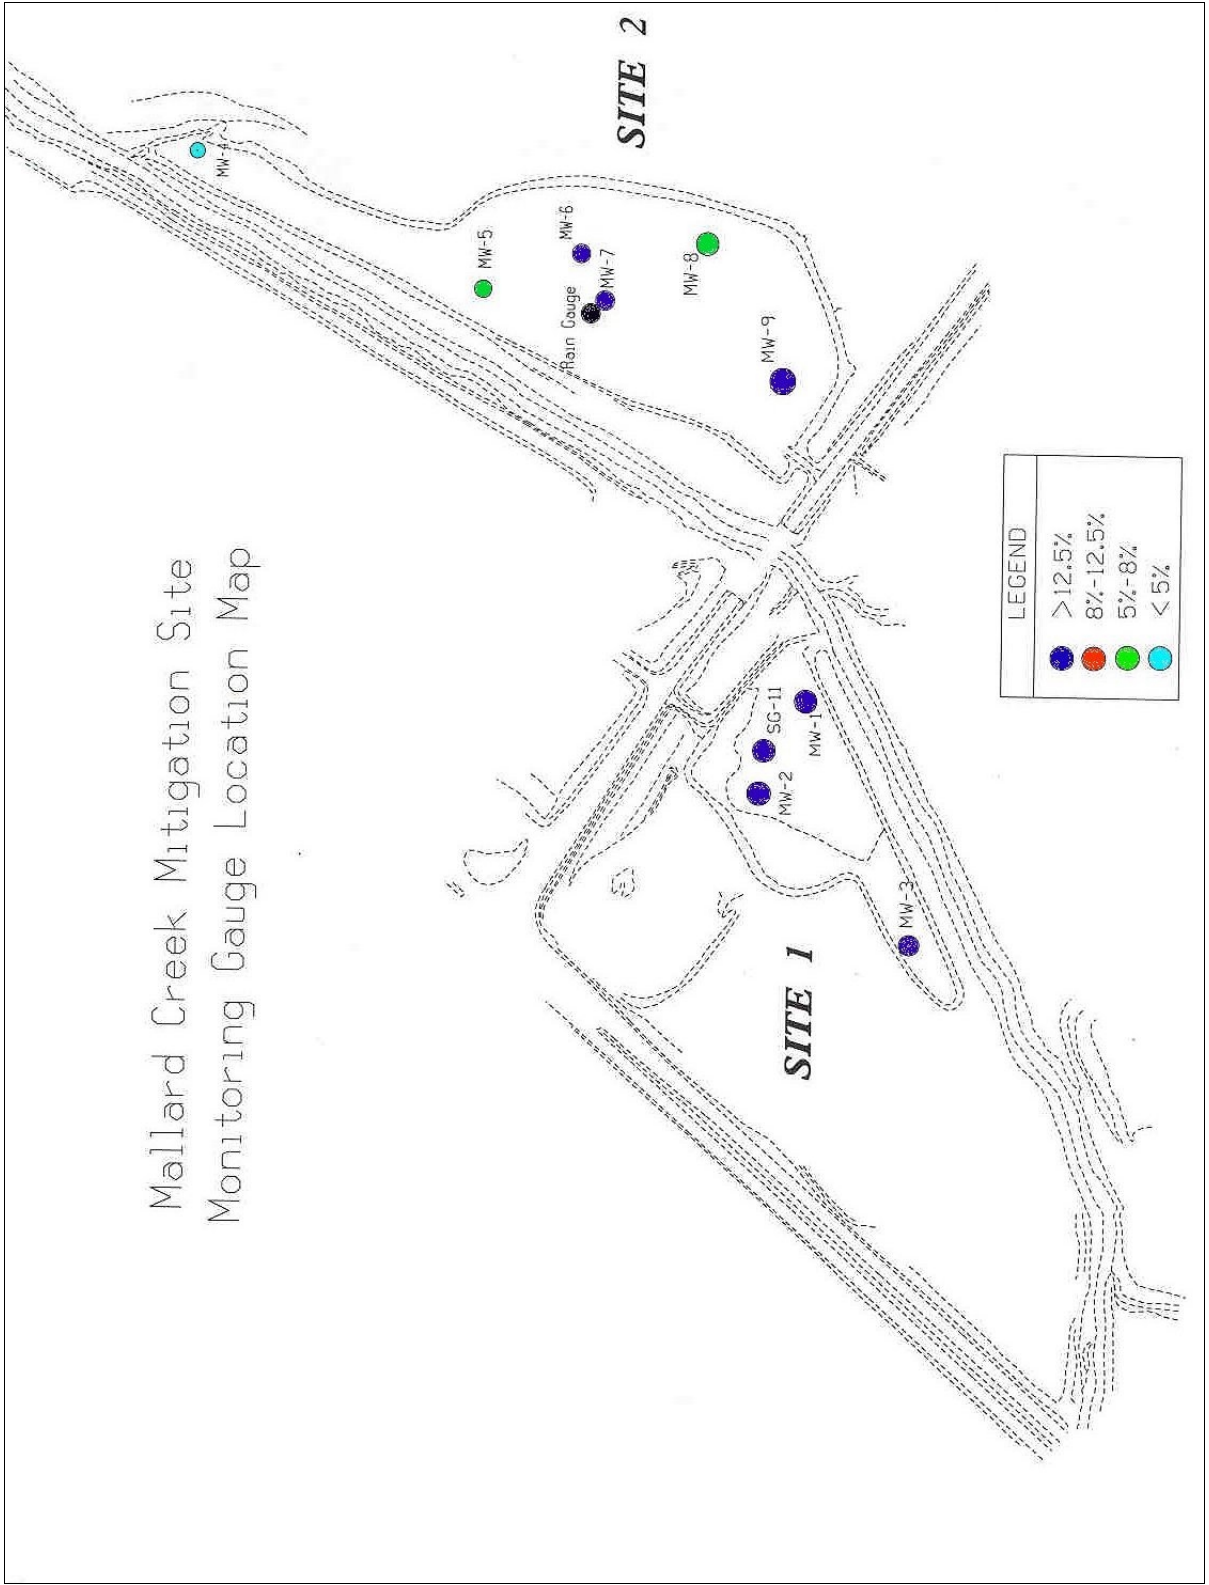 Mallard Creek Mitigation Site
Monitoring Gauge Location Map
SITE 2
MW-4
MW-5
MW-6
MW-7
Rain Gauge
MW-8
MW-9
SITE 1
SG-11
MW-1
MW-2
MW-3
LEGEND
>12.5%
8%-12.5%
5%-8%
<5%